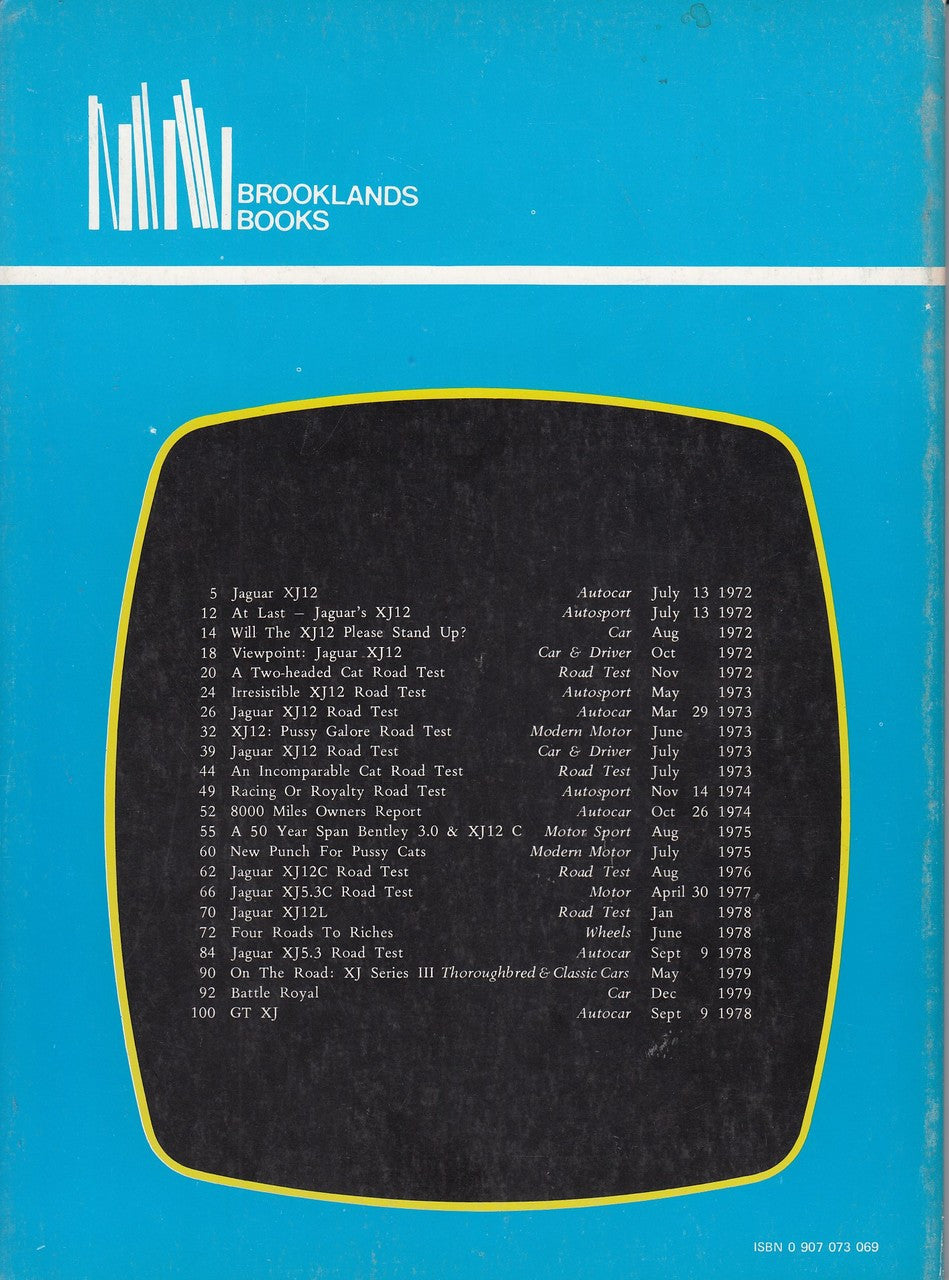 BROOKLANDS
BOOKS
5 Jaguar XJ12 Autocar July 13 1972
12 At Last – Jaguar's XJ12 Autosport July 13 1972
14 Will The XJ12 Please Stand Up? Car Aug 1972
18 Viewpoint: Jaguar XJ12 Car & Driver Oct 1972
20 A Two-headed Cat Road Test Road Test Nov 1972
24 Irresistible XJ12 Road Test Autosport May 1973
26 Jaguar XJ12 Road Test Autocar Mar 29 1973
32 XJ12: Pussy Galore Road Test Modern Motor June 1973
39 Jaguar XJ12 Road Test Car & Driver July 1973
44 An Incomparable Cat Road Test Road Test July 1973
49 Racing Or Royalty Road Test Autosport Nov 14 1974
52 8000 Miles Owners Report Autocar Oct 26 1974
55 A 50 Year Span Bentley 3.0 & XJ12 C Motor Sport Aug 1975
60 New Punch For Pussy Cats Modern Motor July 1975
62 Jaguar XJ12C Road Test Road Test Aug 1976
66 Jaguar XJ5.3C Road Test Motor April 30 1977
70 Jaguar XJ12L Road Test Jan 1978
72 Four Roads To Riches Wheels June 1978
84 Jaguar XJ5.3 Road Test Autocar Sept 9 1978
90 On The Road: XJ Series III Thoroughbred & Classic Cars May 1979
92 Battle Royal Car Dec 1979
100 GT XJ Autocar Sept 9 1978
ISBN 0 907 073 069